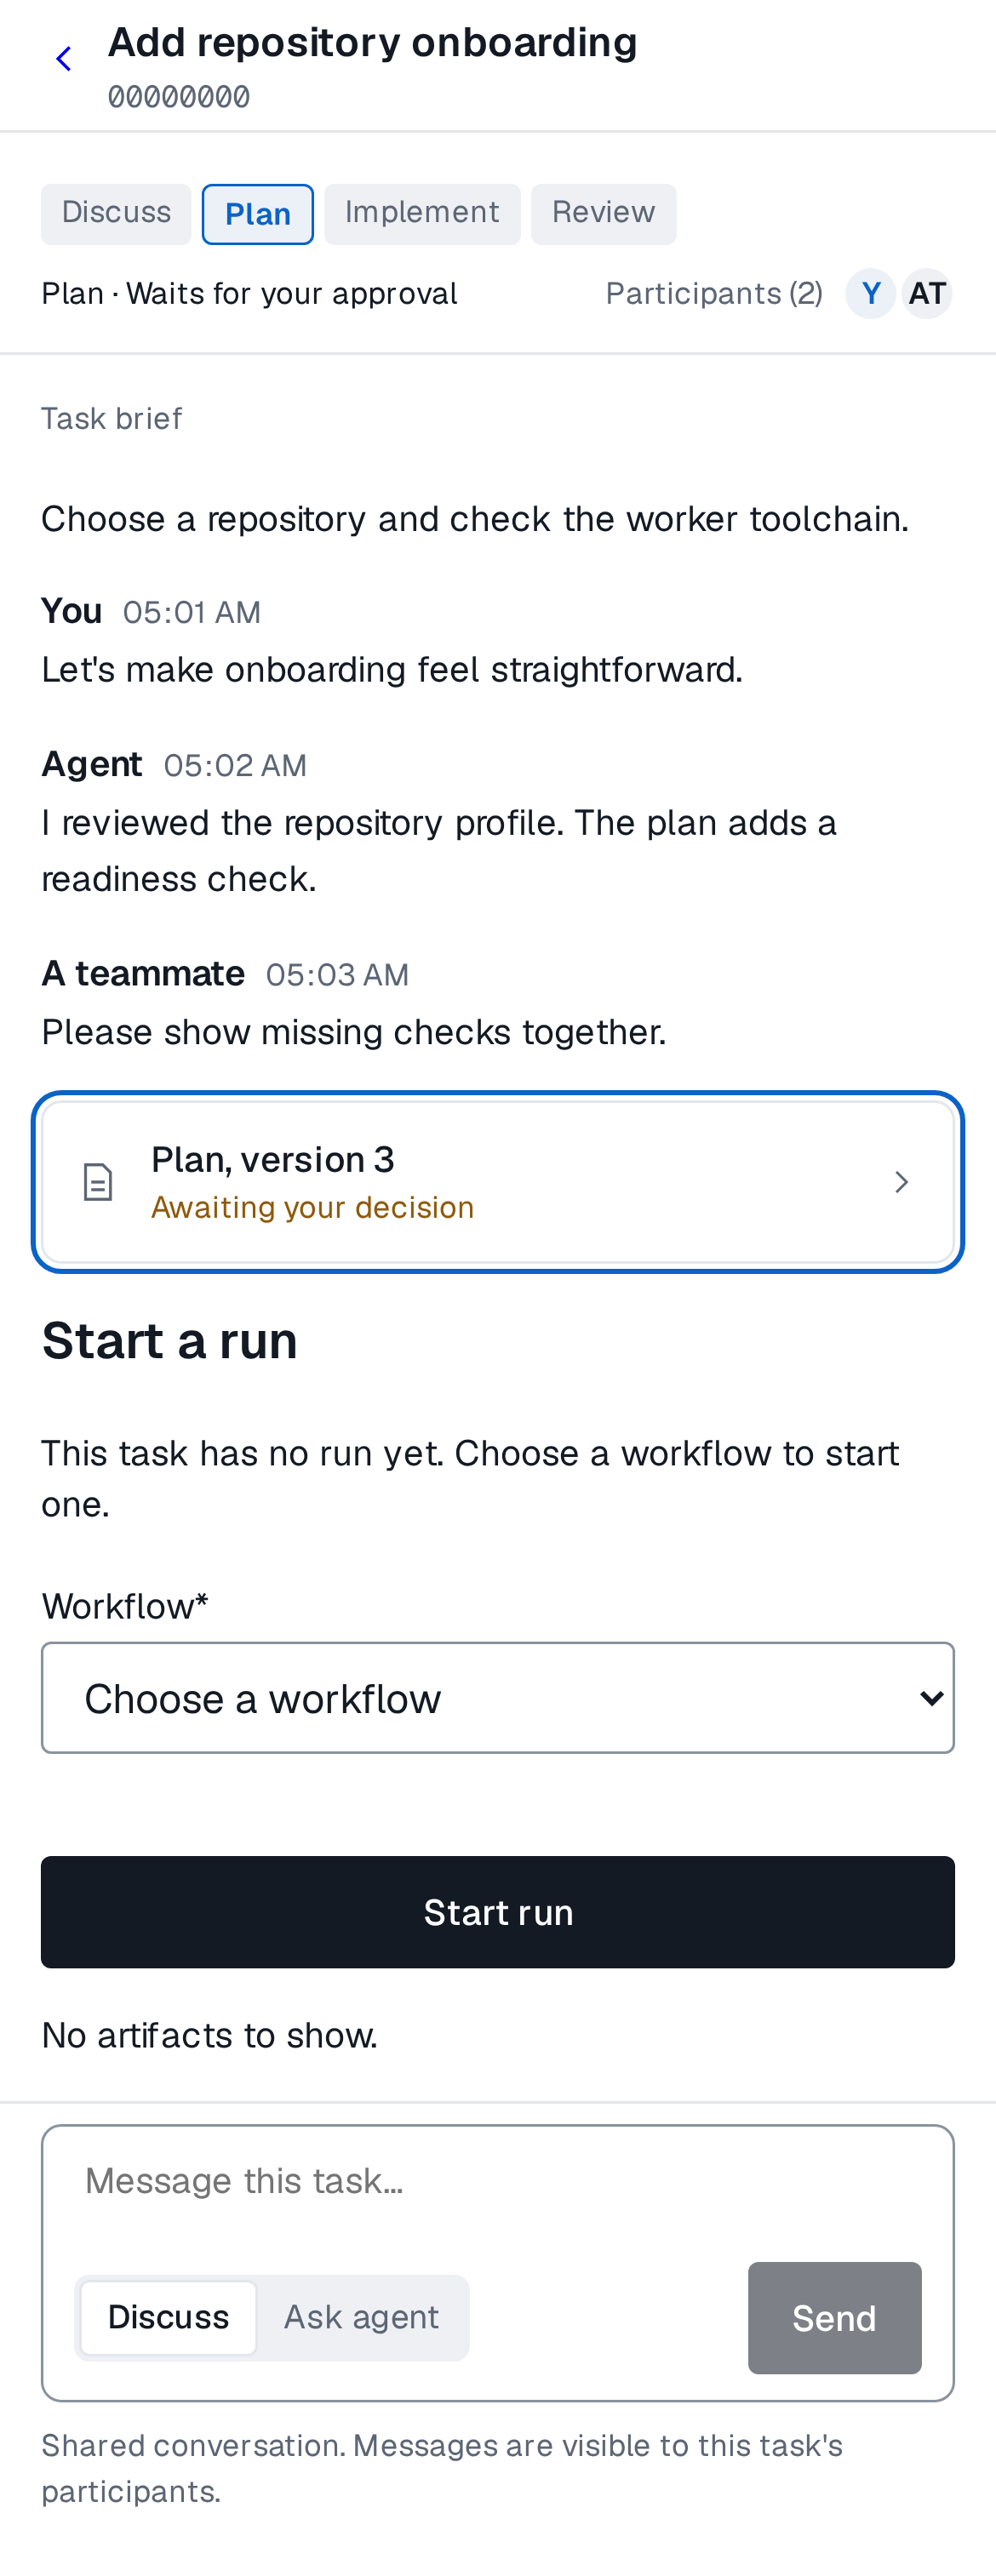 Add repository onboarding
00000000
Discuss
Plan
Implement
Review
Plan · Waits for your approval
Participants (2)
Y
AT
Task brief
Choose a repository and check the worker toolchain.
You 05:01 AM
Let's make onboarding feel straightforward.
Agent 05:02 AM
I reviewed the repository profile. The plan adds a
readiness check.
A teammate 05:03 AM
Please show missing checks together.
Plan, version 3
Awaiting your decision
Start a run
This task has no run yet. Choose a workflow to start
one.
Workflow*
Choose a workflow
Start run
No artifacts to show.
Message this task…
Discuss
Ask agent
Send
Shared conversation. Messages are visible to this task's
participants.